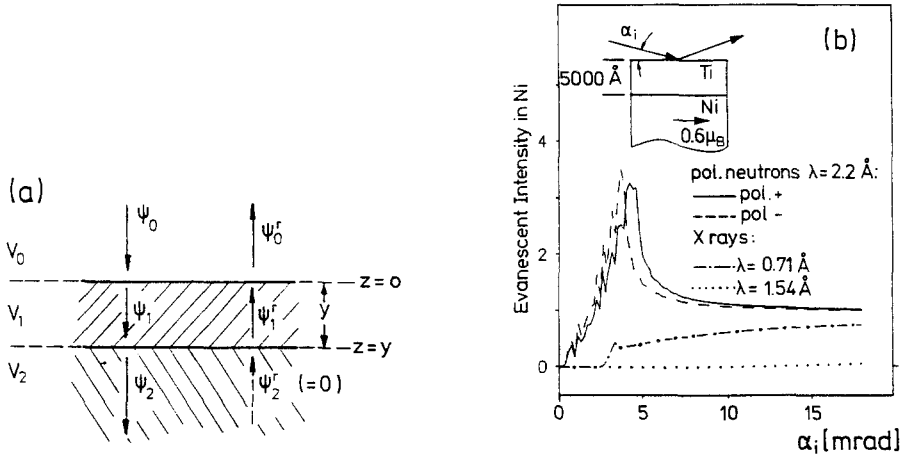 (a)
V₀
V₁
V₂
ψ₀
ψ₀ʳ
z=o
ψ₁
ψ₁ʳ
y
z=y
ψ₂
ψ₂ʳ (=0)
(b)
αᵢ
5000 Å
Ti
Ni
0.6μ_B
pol. neutrons λ=2.2 Å:
pol.+
pol -
X rays:
λ= 0.71 Å
λ= 1.54 Å
Evanescent Intensity in Ni
4
2
0
0 5 10 15
αᵢ [mrad]